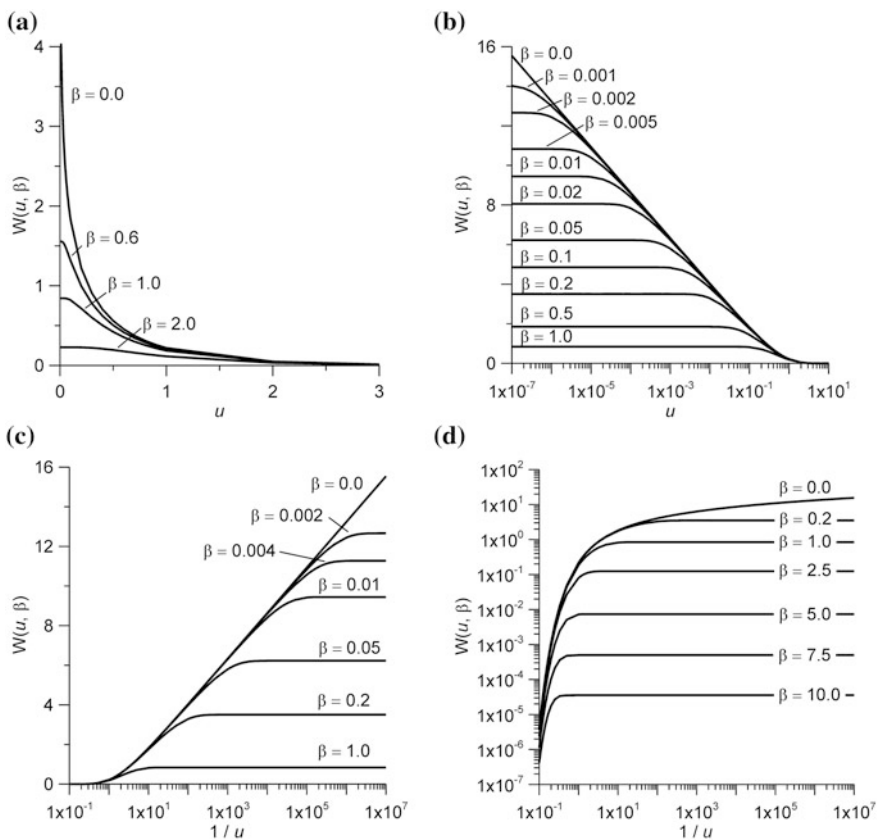 (a)
4
3
2
1
0
W(u, β)
β = 0.0
β = 0.6
β = 1.0
β = 2.0
0 1 2 3
u
(b)
16
8
0
W(u, β)
β = 0.0
β = 0.001
β = 0.002
β = 0.005
β = 0.01
β = 0.02
β = 0.05
β = 0.1
β = 0.2
β = 0.5
β = 1.0
1x10⁻⁷ 1x10⁻⁵ 1x10⁻³ 1x10⁻¹ 1x10¹
u
(c)
16
12
8
4
0
W(u, β)
β = 0.0
β = 0.002
β = 0.004
β = 0.01
β = 0.05
β = 0.2
β = 1.0
1x10⁻¹ 1x10¹ 1x10³ 1x10⁵ 1x10⁷
1 / u
(d)
1x10²
1x10¹
1x10⁰
1x10⁻¹
1x10⁻²
1x10⁻³
1x10⁻⁴
1x10⁻⁵
1x10⁻⁶
1x10⁻⁷
W(u, β)
β = 0.0
β = 0.2
β = 1.0
β = 2.5
β = 5.0
β = 7.5
β = 10.0
1x10⁻¹ 1x10¹ 1x10³ 1x10⁵ 1x10⁷
1 / u